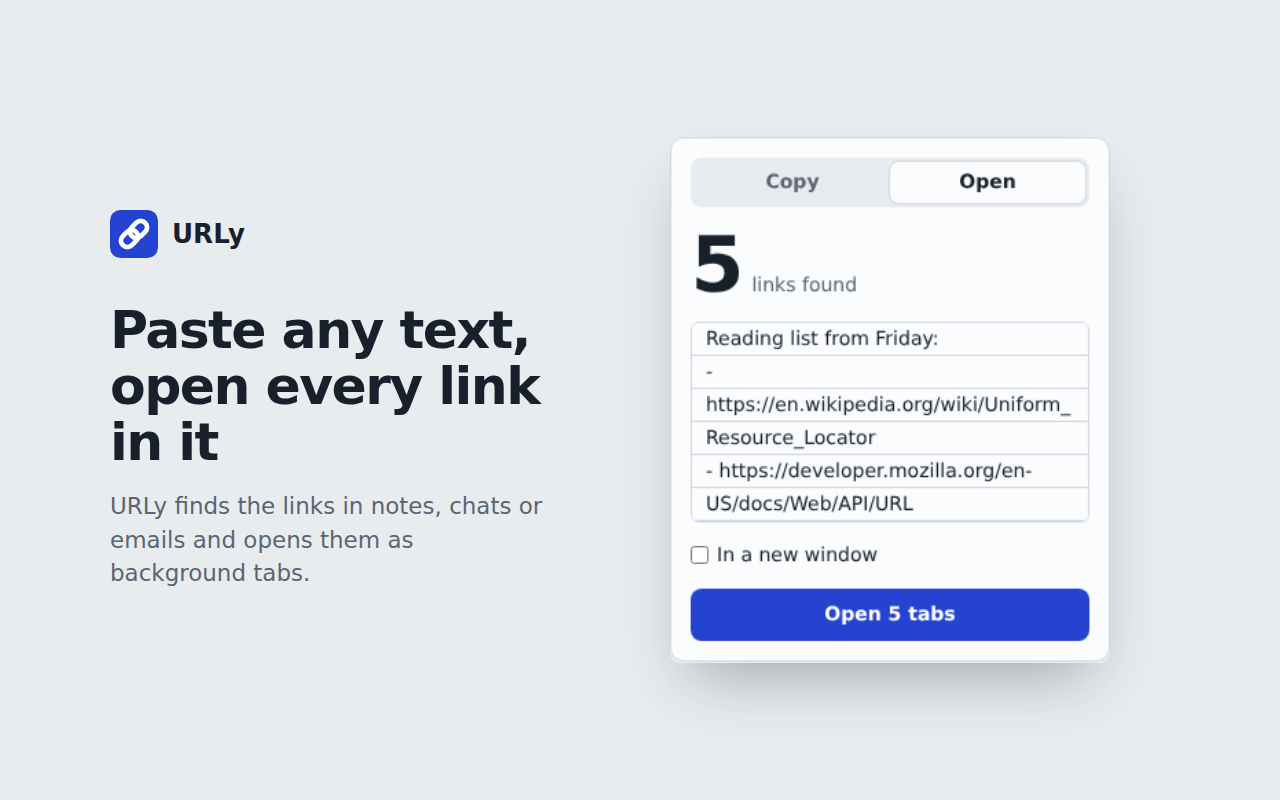 URLy
Paste any text,
open every link
in it
URLy finds the links in notes, chats or
emails and opens them as
background tabs.
Copy
Open
5 links found
Reading list from Friday:
-
https://en.wikipedia.org/wiki/Uniform_
Resource_Locator
- https://developer.mozilla.org/en-
US/docs/Web/API/URL
In a new window
Open 5 tabs